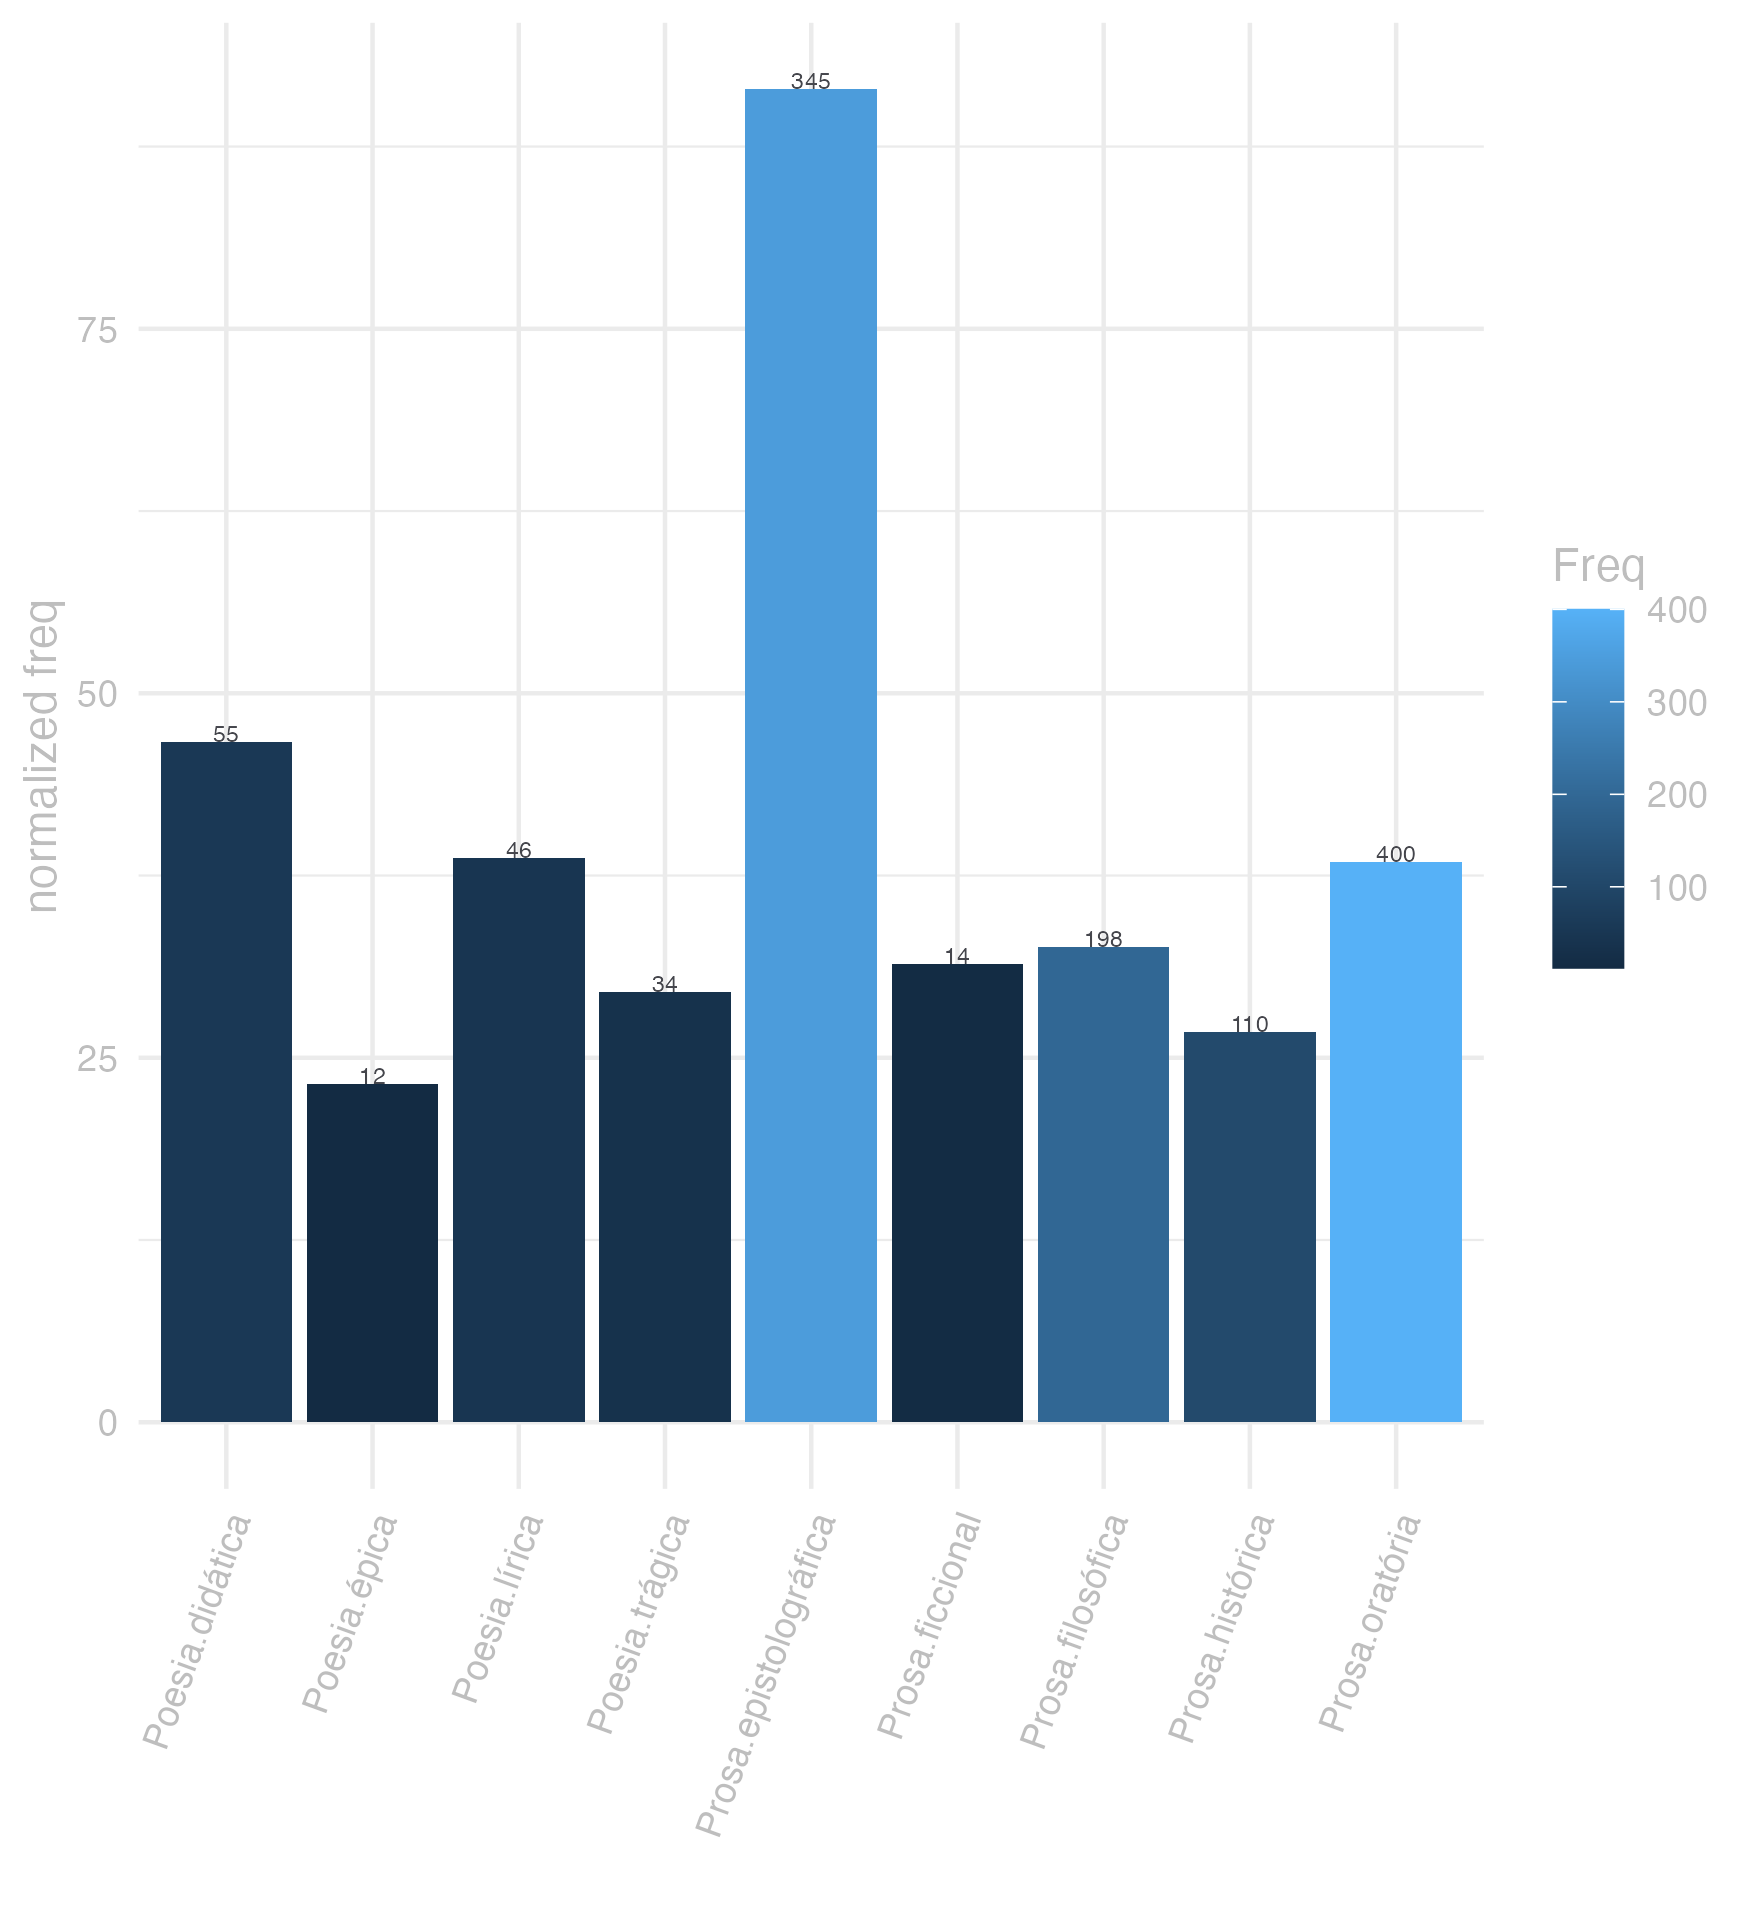 345
75
Freq
400
normalized freq
50
300
55
200
46
400
100
198
14
34
110
25
12
0
Poesia.didática
Poesia.épica
Poesia.lírica
Poesia.trágica
Prosa.epistolográfica
Prosa.ficcional
Prosa.filosófica
Prosa.histórica
Prosa.oratória